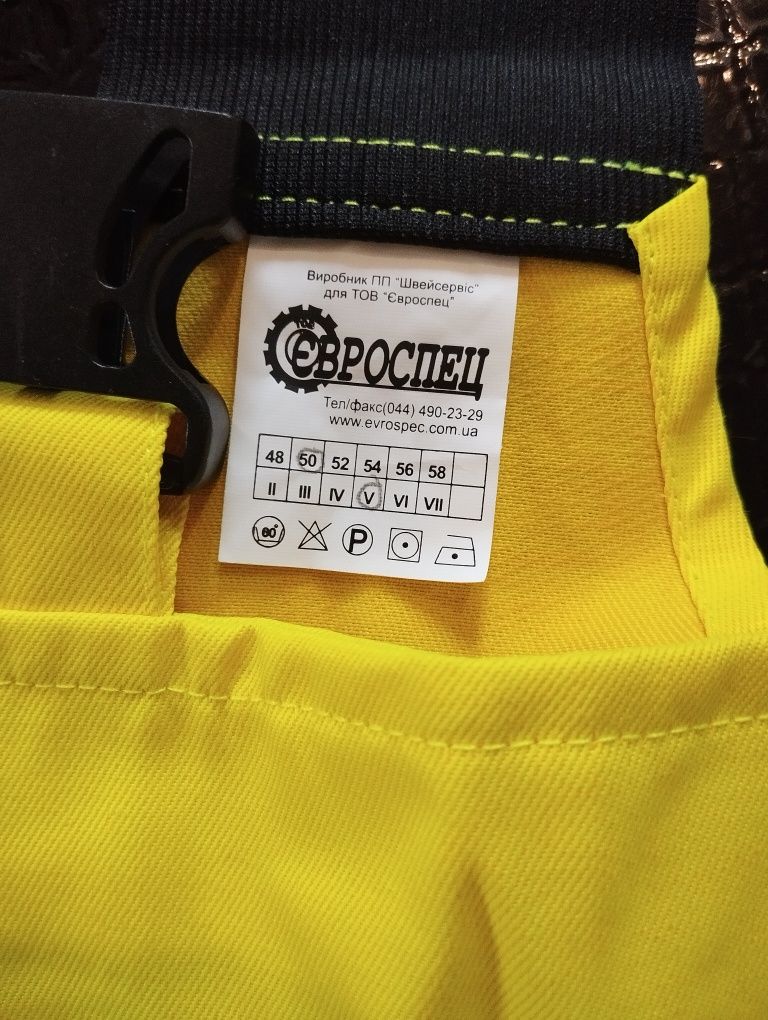 Виробник ПП "Швейсервіс"
для ТОВ "Євроспец"
ТОВ
ЄВРОСПЕЦ
Тел/факс(044) 490-23-29
www.evrospec.com.ua
48 50 52 54 56 58
II III IV V VI VII
60° P